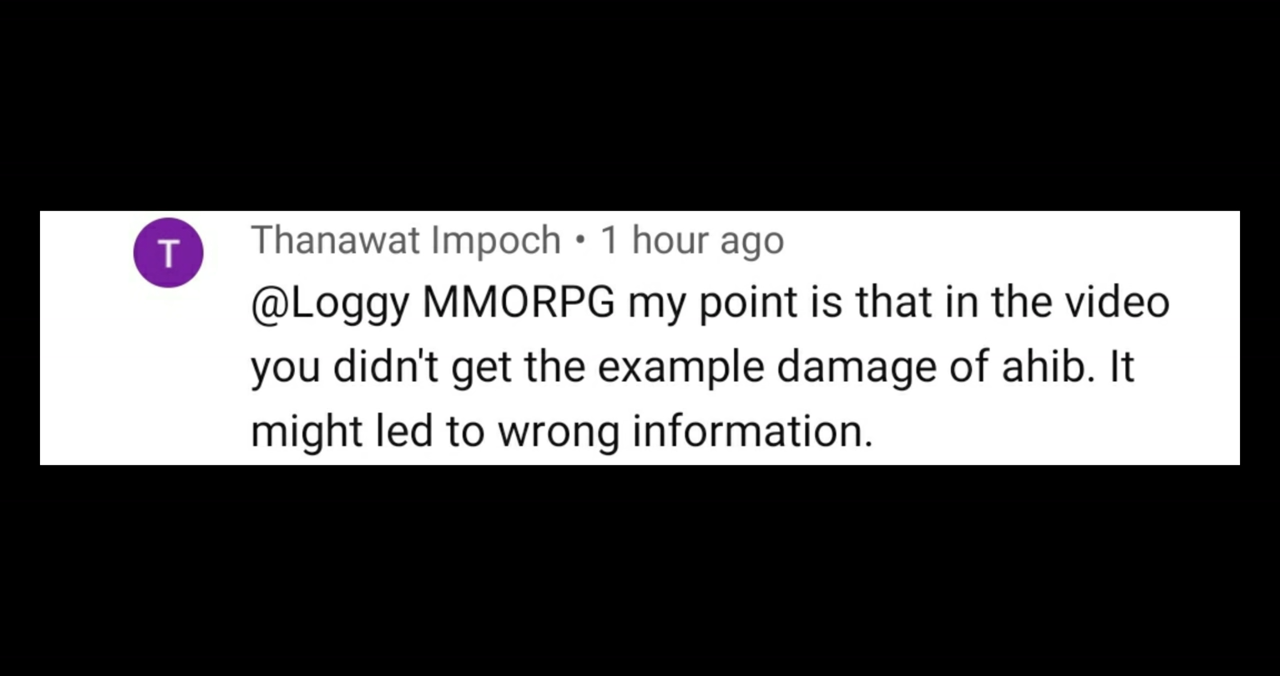 T
Thanawat Impoch • 1 hour ago
@Loggy MMORPG my point is that in the video
you didn't get the example damage of ahib. It
might led to wrong information.